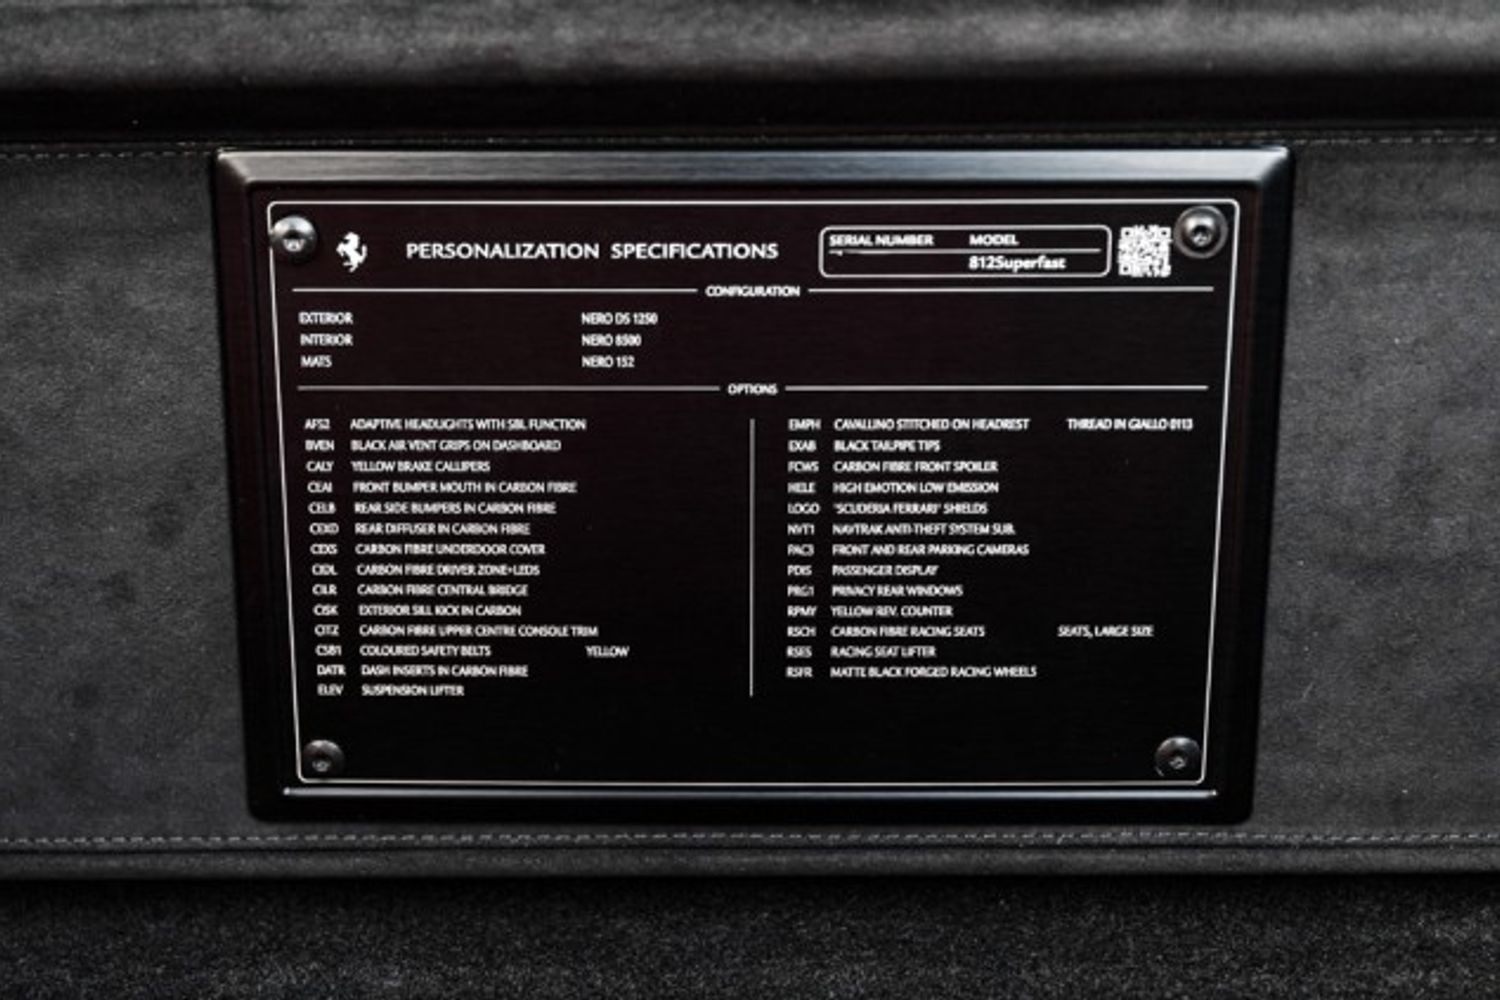 PERSONALIZATION SPECIFICATIONS
SERIAL NUMBER MODEL
812Superfast
CONFIGURATION
EXTERIOR NERO DS 1250
INTERIOR NERO 8500
MATS NERO 152
OPTIONS
AFS2 ADAPTIVE HEADLIGHTS WITH SBL FUNCTION
BVEN BLACK AIR VENT GRIPS ON DASHBOARD
CALY YELLOW BRAKE CALLIPERS
CEAI FRONT BUMPER MOUTH IN CARBON FIBRE
CELB REAR SIDE BUMPERS IN CARBON FIBRE
CEXD REAR DIFFUSER IN CARBON FIBRE
CEXS CARBON FIBRE UNDERDOOR COVER
CIDL CARBON FIBRE DRIVER ZONE+LEDS
CILR CARBON FIBRE CENTRAL BRIDGE
CISK EXTERIOR SILL KICK IN CARBON
CITZ CARBON FIBRE UPPER CENTRE CONSOLE TRIM
CSB1 COLOURED SAFETY BELTS YELLOW
DATR DASH INSERTS IN CARBON FIBRE
ELEV SUSPENSION LIFTER
EMPH CAVALLINO STITCHED ON HEADREST THREAD IN GIALLO 0113
EXAB BLACK TAILPIPE TIPS
FCWS CARBON FIBRE FRONT SPOILER
HELE HIGH EMOTION LOW EMISSION
LOGO "SCUDERIA FERRARI" SHIELDS
NVT1 NAVTRAK ANTI-THEFT SYSTEM SUB.
PAC3 FRONT AND REAR PARKING CAMERAS
PDIS PASSENGER DISPLAY
PRG1 PRIVACY REAR WINDOWS
RPMY YELLOW REV. COUNTER
RSCH CARBON FIBRE RACING SEATS SEATS, LARGE SIZE
RSES RACING SEAT LIFTER
RSFR MATTE BLACK FORGED RACING WHEELS